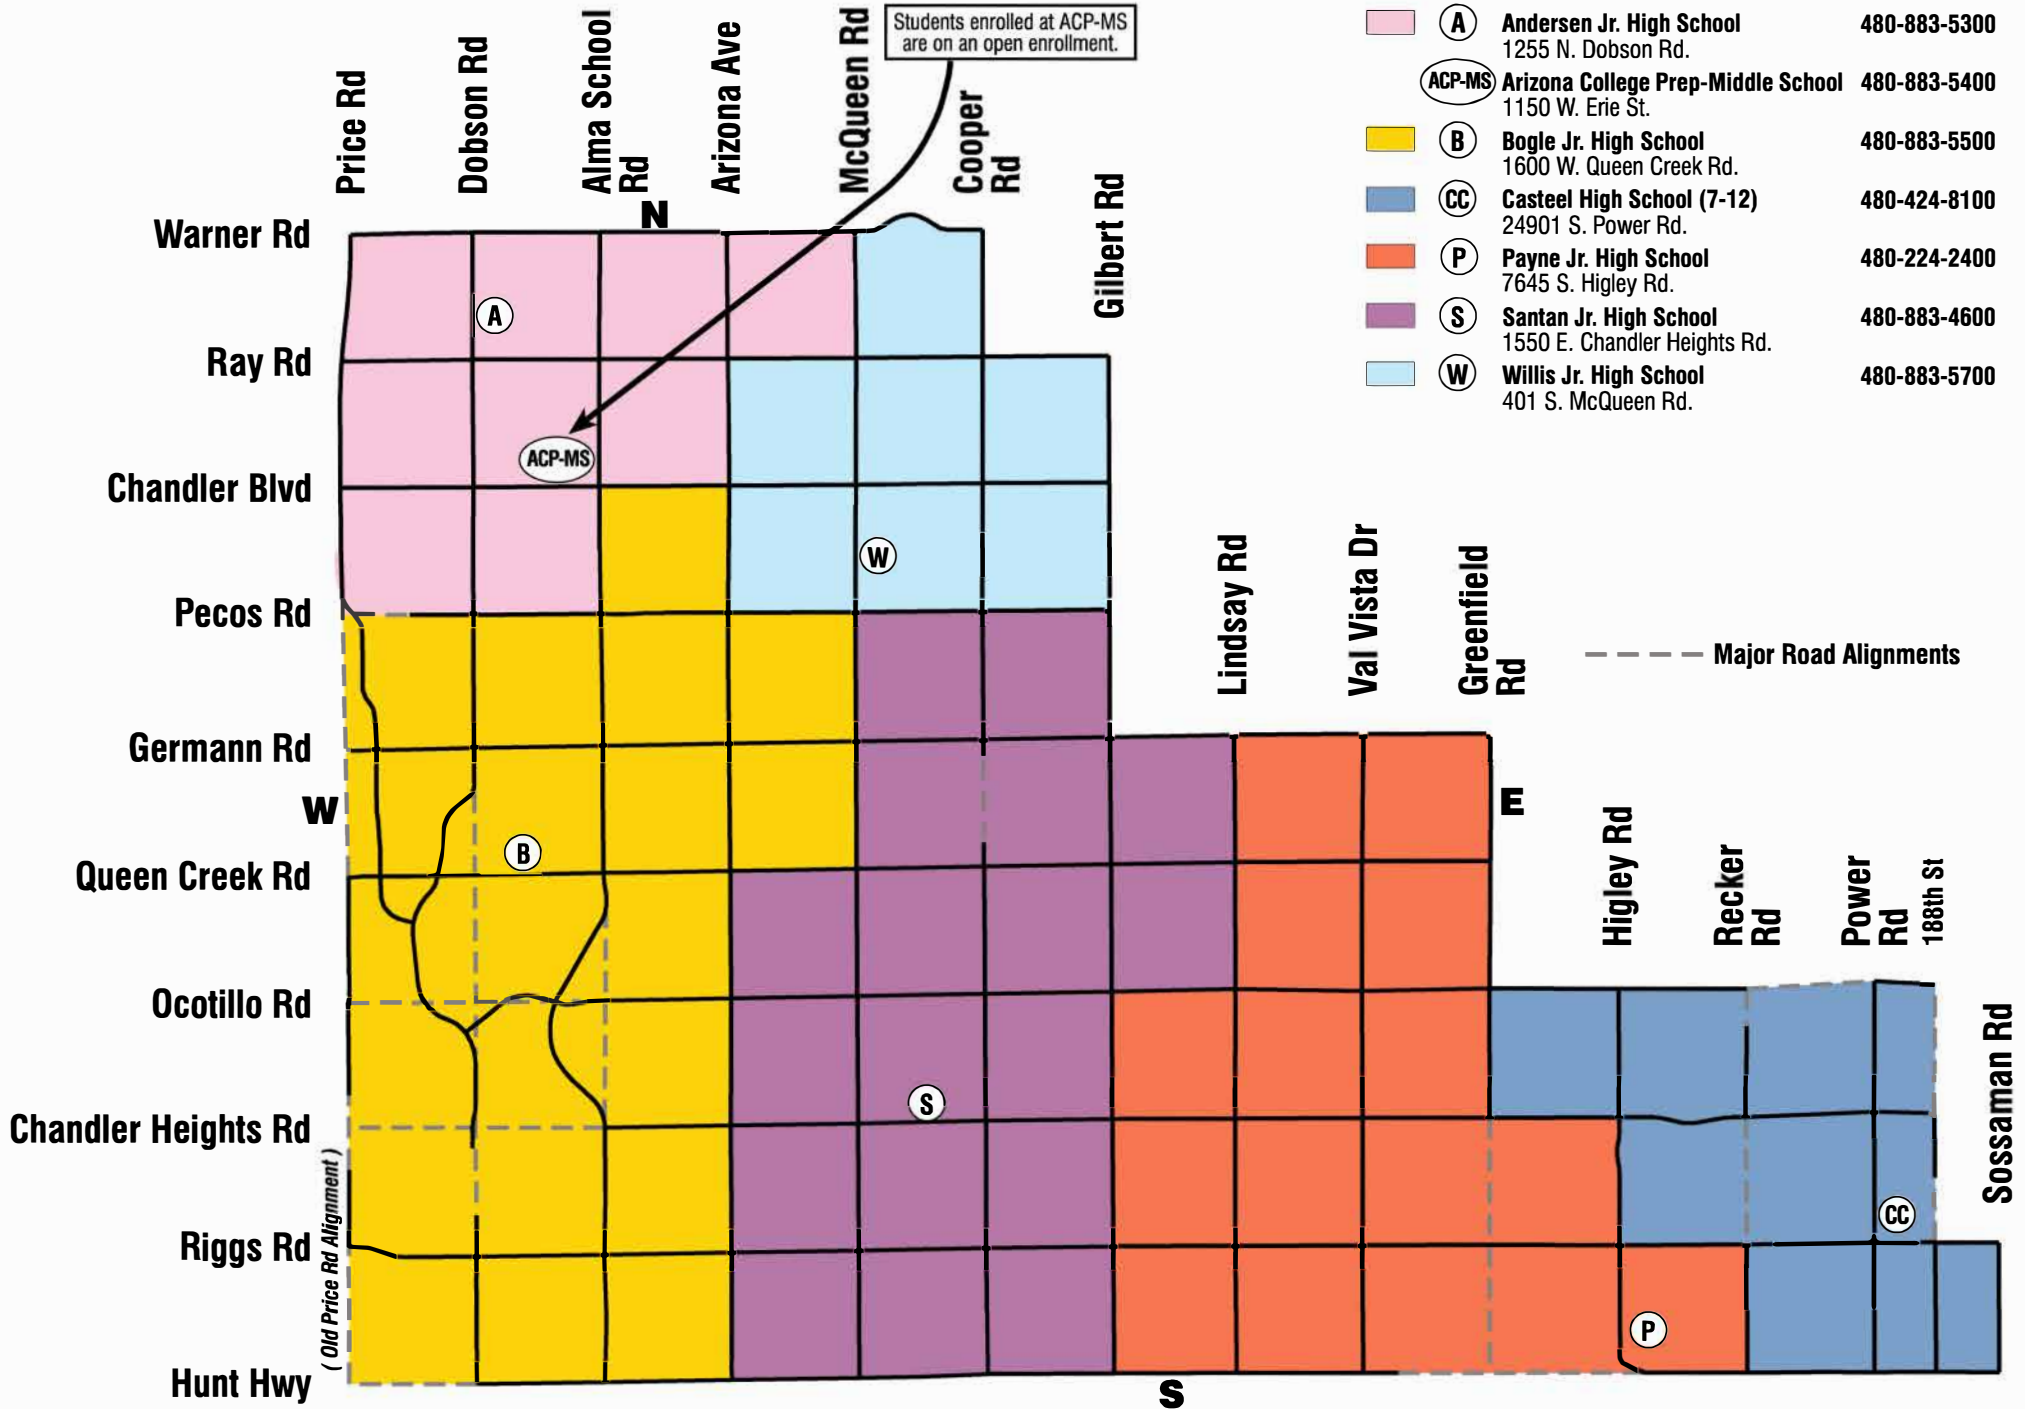 Students enrolled at ACP-MS
are on an open enrollment.
Price Rd
Dobson Rd
Alma School
Rd
Arizona Ave
McQueen Rd
Cooper
Rd
Gilbert Rd
A Andersen Jr. High School 480-883-5300
1255 N. Dobson Rd.
ACP-MS Arizona College Prep-Middle School 480-883-5400
1150 W. Erie St.
B Bogle Jr. High School 480-883-5500
1600 W. Queen Creek Rd.
CC Casteel High School (7-12) 480-424-8100
24901 S. Power Rd.
P Payne Jr. High School 480-224-2400
7645 S. Higley Rd.
S Santan Jr. High School 480-883-4600
1550 E. Chandler Heights Rd.
W Willis Jr. High School 480-883-5700
401 S. McQueen Rd.
N
Warner Rd
A
Ray Rd
ACP-MS
Chandler Blvd
W
Pecos Rd
Lindsay Rd
Val Vista Dr
Greenfield
Rd
Major Road Alignments
Germann Rd
W
E
B
Queen Creek Rd
Higley Rd
Recker
Rd
Power
Rd
188th St
Ocotillo Rd
Sossaman Rd
S
Chandler Heights Rd
( Old Price Rd Alignment )
CC
Riggs Rd
P
Hunt Hwy
S